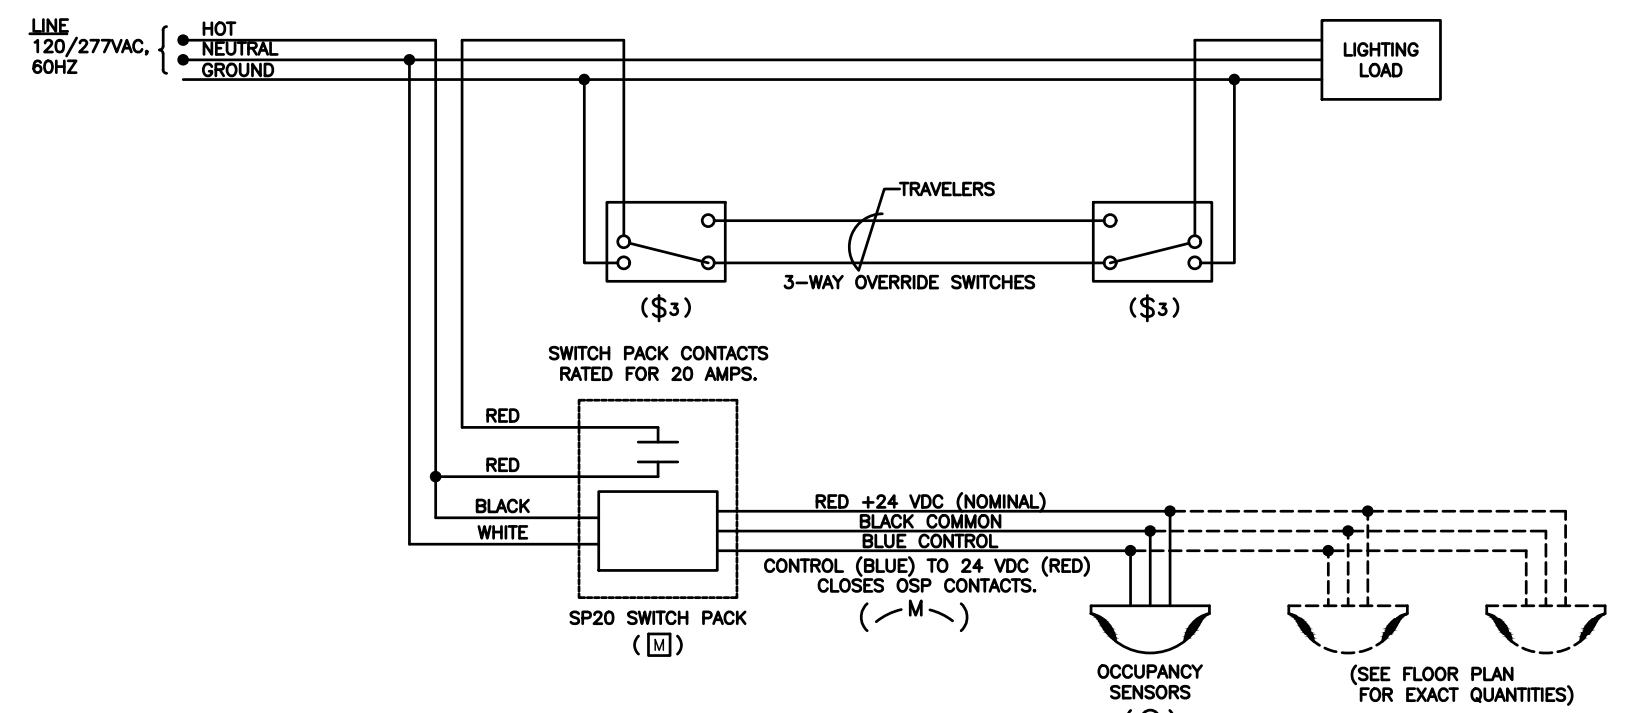 LINE
120/277VAC,
60HZ
HOT
NEUTRAL
GROUND
LIGHTING
LOAD
TRAVELERS
3-WAY OVERRIDE SWITCHES
($3)
($3)
SWITCH PACK CONTACTS
RATED FOR 20 AMPS.
RED
RED
BLACK
WHITE
RED +24 VDC (NOMINAL)
BLACK COMMON
BLUE CONTROL
CONTROL (BLUE) TO 24 VDC (RED)
CLOSES OSP CONTACTS.
( M )
SP20 SWITCH PACK
(M)
OCCUPANCY
SENSORS
(SEE FLOOR PLAN
FOR EXACT QUANTITIES)